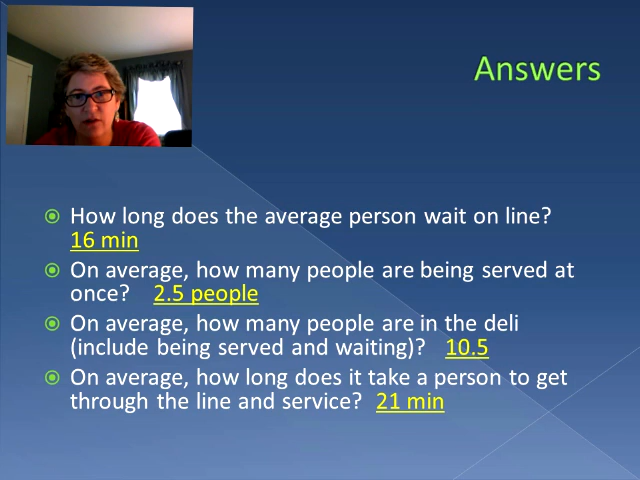 Answers
How long does the average person wait on line?
16 min
On average, how many people are being served at
once? 2.5 people
On average, how many people are in the deli
(include being served and waiting)? 10.5
On average, how long does it take a person to get
through the line and service? 21 min